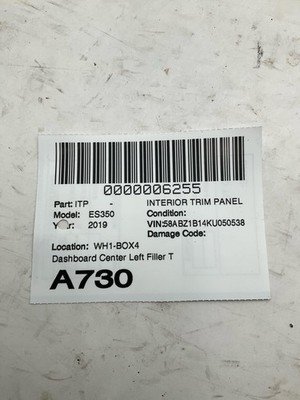 0000006255
Part: ITP - INTERIOR TRIM PANEL
Model: ES350 Condition:
Year: 2019 VIN:58ABZ1B14KU050538
Damage Code:
Location: WH1-BOX4
Dashboard Center Left Filler T
A730